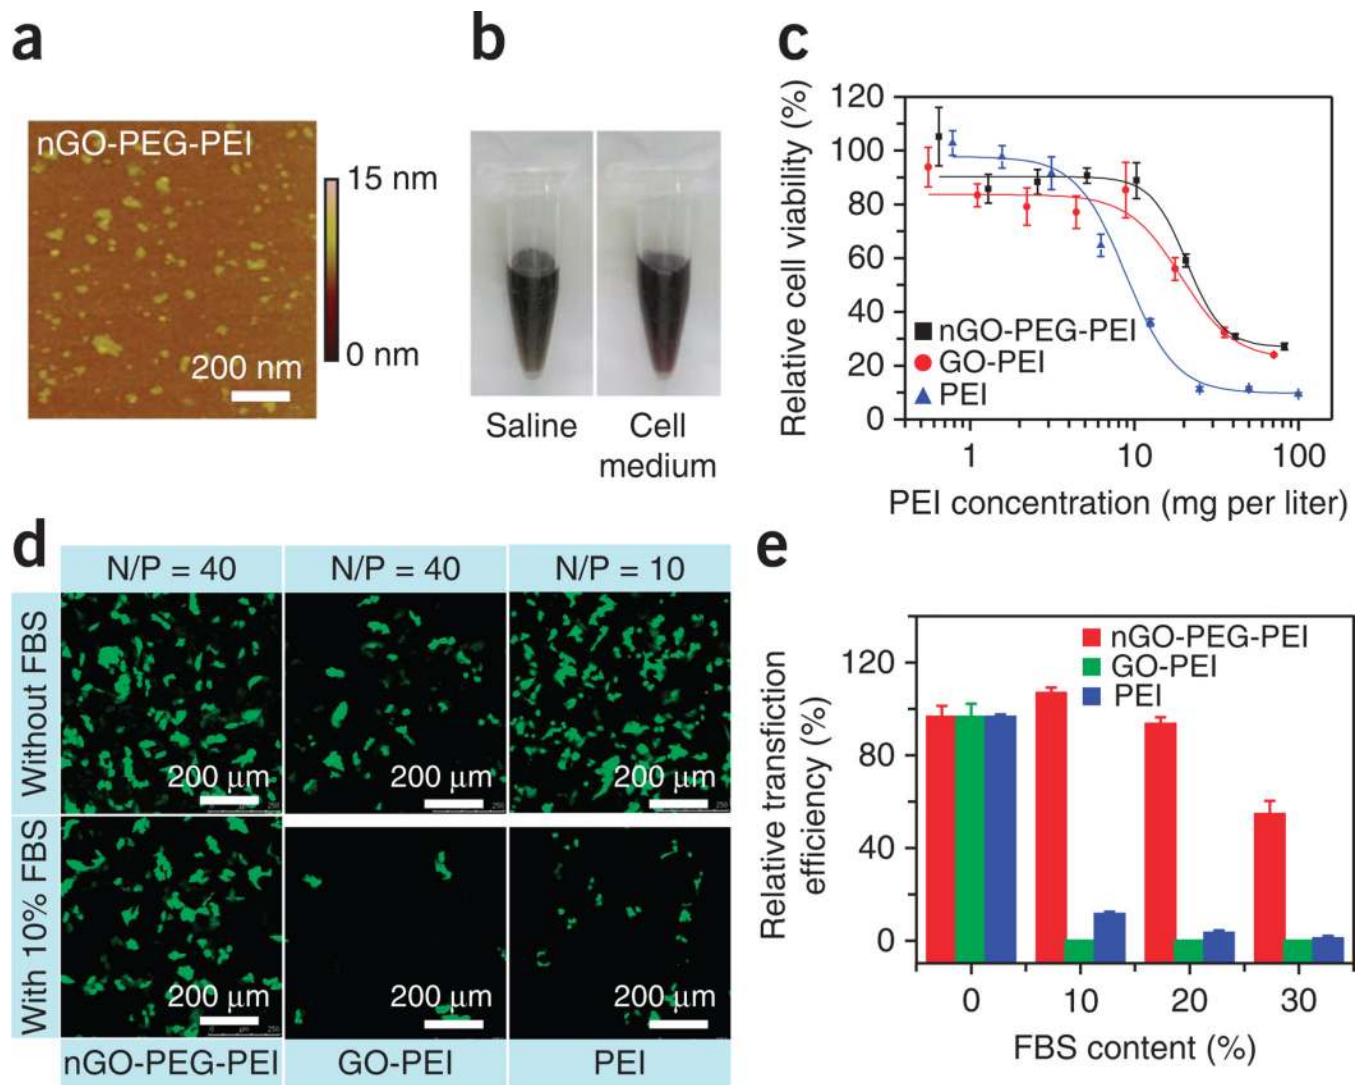 a
nGO-PEG-PEI
15 nm
0 nm
200 nm
b
Saline
Cell
medium
c
Relative cell viability (%)
120
100
80
60
40
20
0
nGO-PEG-PEI
GO-PEI
PEI
1
10
100
PEI concentration (mg per liter)
d
N/P = 40
N/P = 40
N/P = 10
Without FBS
200 μm
200 μm
200 μm
With 10% FBS
200 μm
200 μm
200 μm
nGO-PEG-PEI
GO-PEI
PEI
e
Relative transfiction
efficiency (%)
120
80
40
0
nGO-PEG-PEI
GO-PEI
PEI
0
10
20
30
FBS content (%)